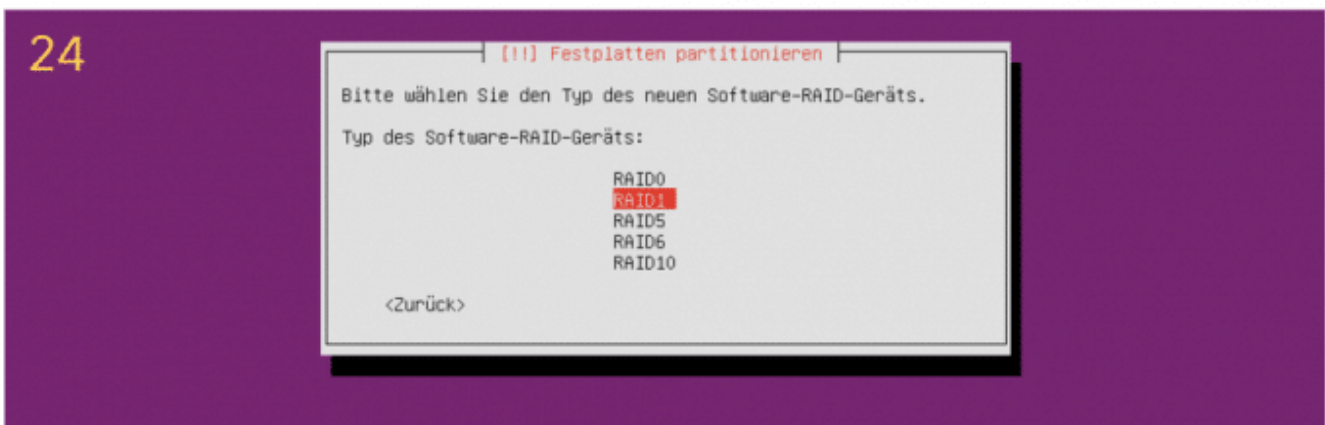 24
[!!] Festplatten partitionieren
Bitte wählen Sie den Typ des neuen Software-RAID-Geräts.
Typ des Software-RAID-Geräts:
RAID0
RAID1
RAID5
RAID6
RAID10
<Zurück>